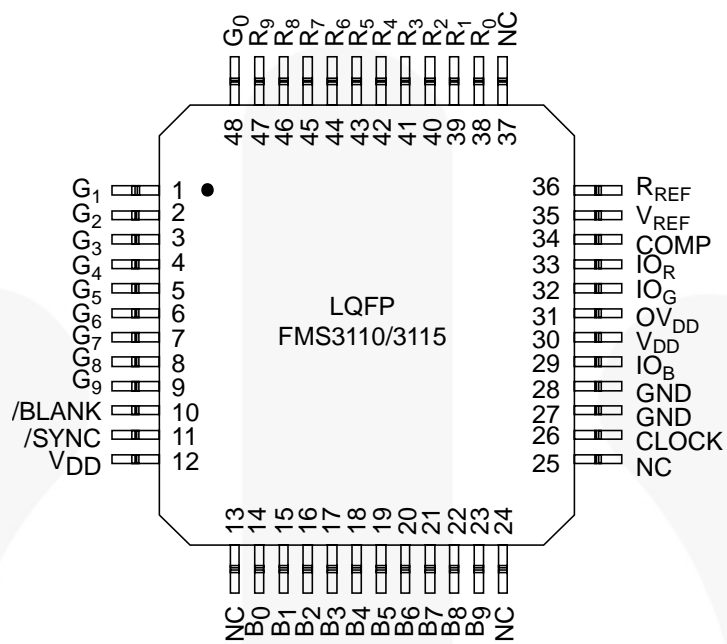 G0 R9 R8 R7 R6 R5 R4 R3 R2 R1 R0 NC
48 47 46 45 44 43 42 41 40 39 38 37
G1 1
G2 2
G3 3
G4 4
G5 5
G6 6
G7 7
G8 8
G9 9
/BLANK 10
/SYNC 11
VDD 12
LQFP
FMS3110/3115
36 RREF
35 VREF
34 COMP
33 IOR
32 IOG
31 OVDD
30 VDD
29 IOB
28 GND
27 GND
26 CLOCK
25 NC
13 14 15 16 17 18 19 20 21 22 23 24
NC B0 B1 B2 B3 B4 B5 B6 B7 B8 B9 NC